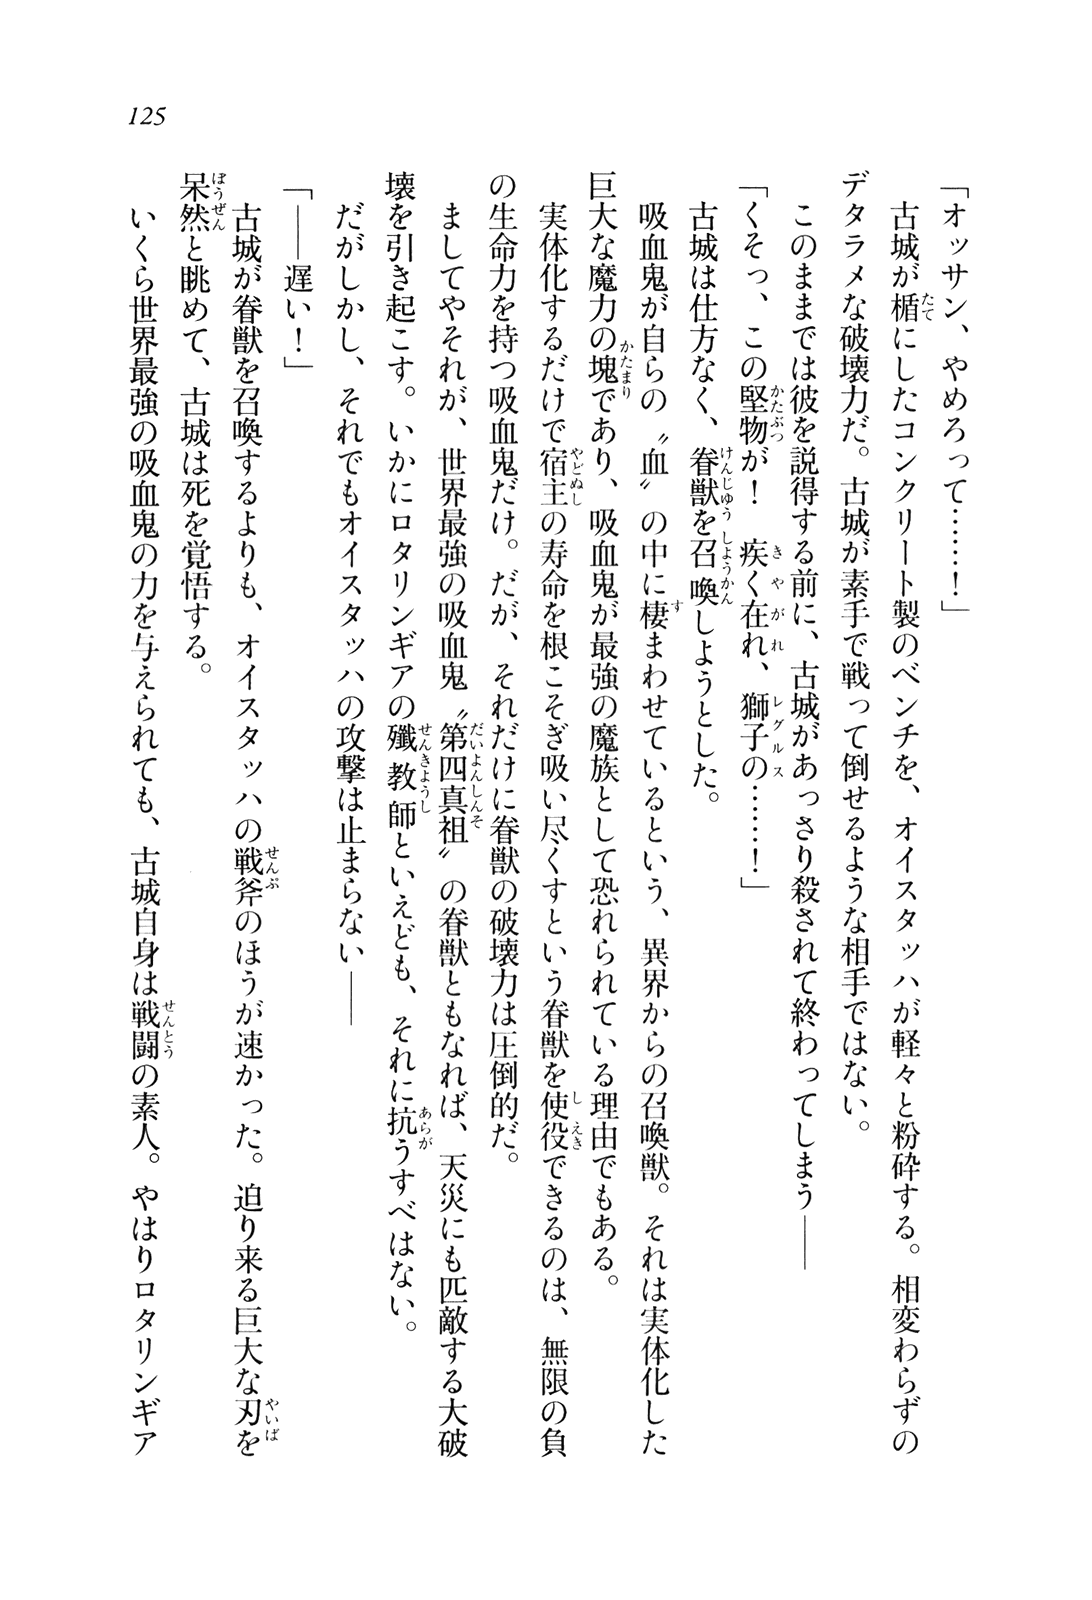 125
「オッサン、やめろって……！」
　古城が楯にしたコンクリート製のベンチを、オイスタッハが軽々と粉砕する。相変わらずの
デタラメな破壊力だ。古城が素手で戦って倒せるような相手ではない。
　このままでは彼を説得する前に、古城があっさり殺されて終わってしまう――
「くそっ、この堅物が！　疾く在れ、獅子の……！」
　古城は仕方なく、眷獣を召喚しようとした。
　吸血鬼が自らの〝血〟の中に棲まわせているという、異界からの召喚獣。それは実体化した
巨大な魔力の塊であり、吸血鬼が最強の魔族として恐れられている理由でもある。
　実体化するだけで宿主の寿命を根こそぎ吸い尽くすという眷獣を使役できるのは、無限の負
の生命力を持つ吸血鬼だけ。だが、それだけに眷獣の破壊力は圧倒的だ。
　ましてやそれが、世界最強の吸血鬼〝第四真祖〟の眷獣ともなれば、天災にも匹敵する大破
壊を引き起こす。いかにロタリンギアの殲教師といえども、それに抗うすべはない。
　だがしかし、それでもオイスタッハの攻撃は止まらない――
「――遅い！」
　古城が眷獣を召喚するよりも、オイスタッハの戦斧のほうが速かった。迫り来る巨大な刃を
呆然と眺めて、古城は死を覚悟する。
　いくら世界最強の吸血鬼の力を与えられても、古城自身は戦闘の素人。やはりロタリンギア